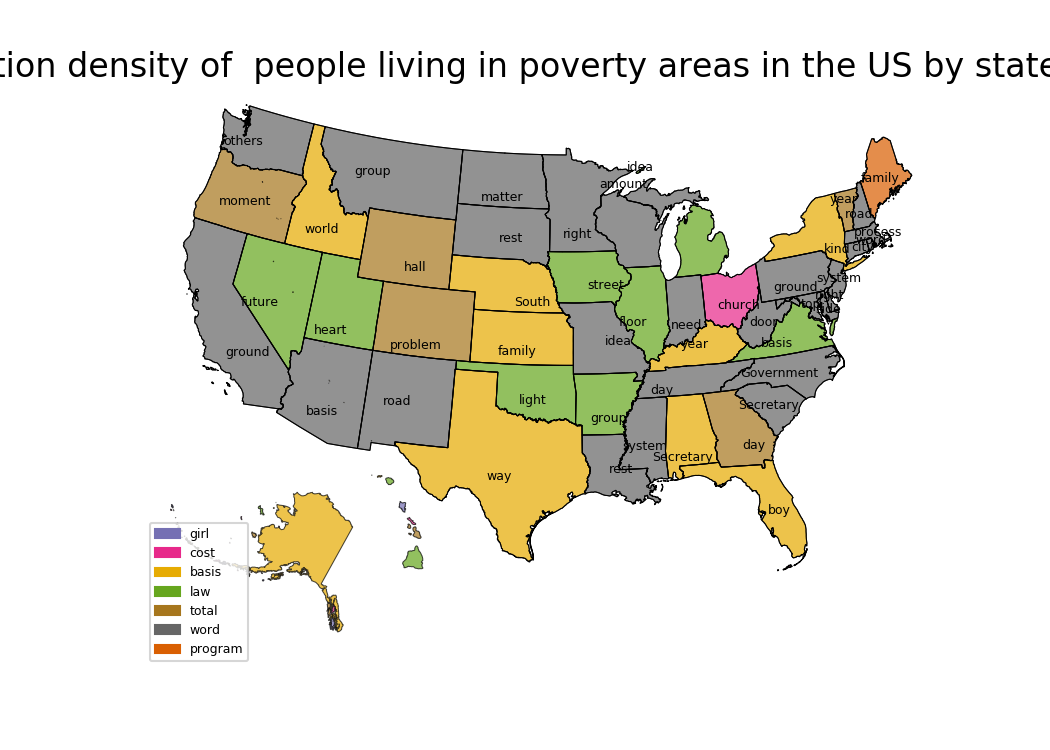 tion density of  people living in poverty areas in the US by state
others
group
matter
idea
amount
family
moment
world
hall
rest
right
year
road
process
kind
city
word
system
ground
future
heart
problem
South
street
floor
need
church
door
basis
ground
family
idea
year
Government
basis
road
light
group
day
Secretary
system
Secretary
day
way
rest
boy
girl
cost
basis
law
total
word
program